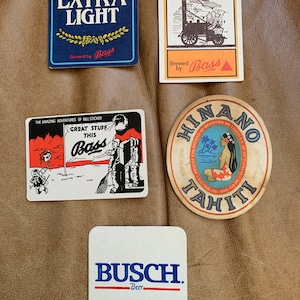 EXTRA
LIGHT
Brewed by Bass
Brewed by Bass
THE AMAZING ADVENTURES OF BILL STICKER
GREAT STUFF
THIS
Bass
HINANO
TAHITI
BUSCH.
Beer